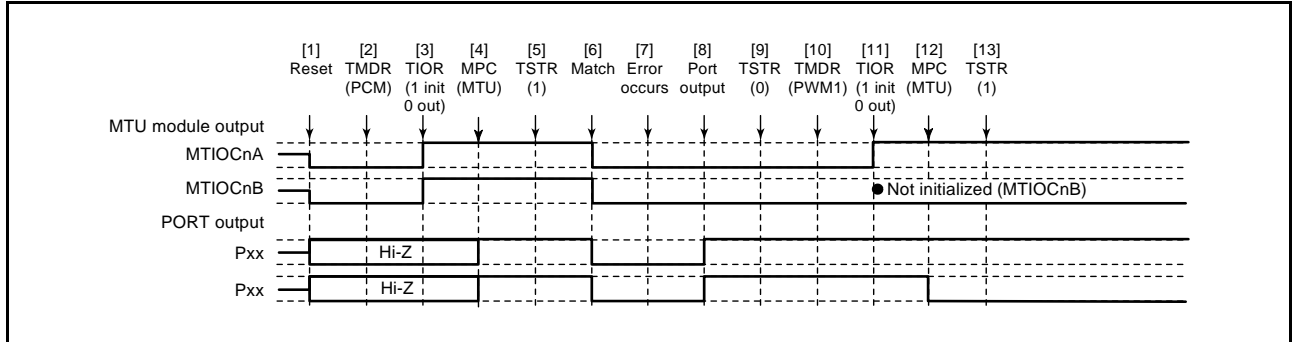 [1] [2] [3] [4] [5] [6] [7] [8] [9] [10] [11] [12] [13]
Reset TMDR TIOR MPC TSTR Match Error Port TSTR TMDR TIOR MPC TSTR
(PCM) (1 init (MTU) (1) occurs output (0) (PWM1) (1 init (MTU) (1)
0 out) 0 out)
MTU module output
MTIOCnA
MTIOCnB
● Not initialized (MTIOCnB)
PORT output
Pxx
Hi-Z
Pxx
Hi-Z